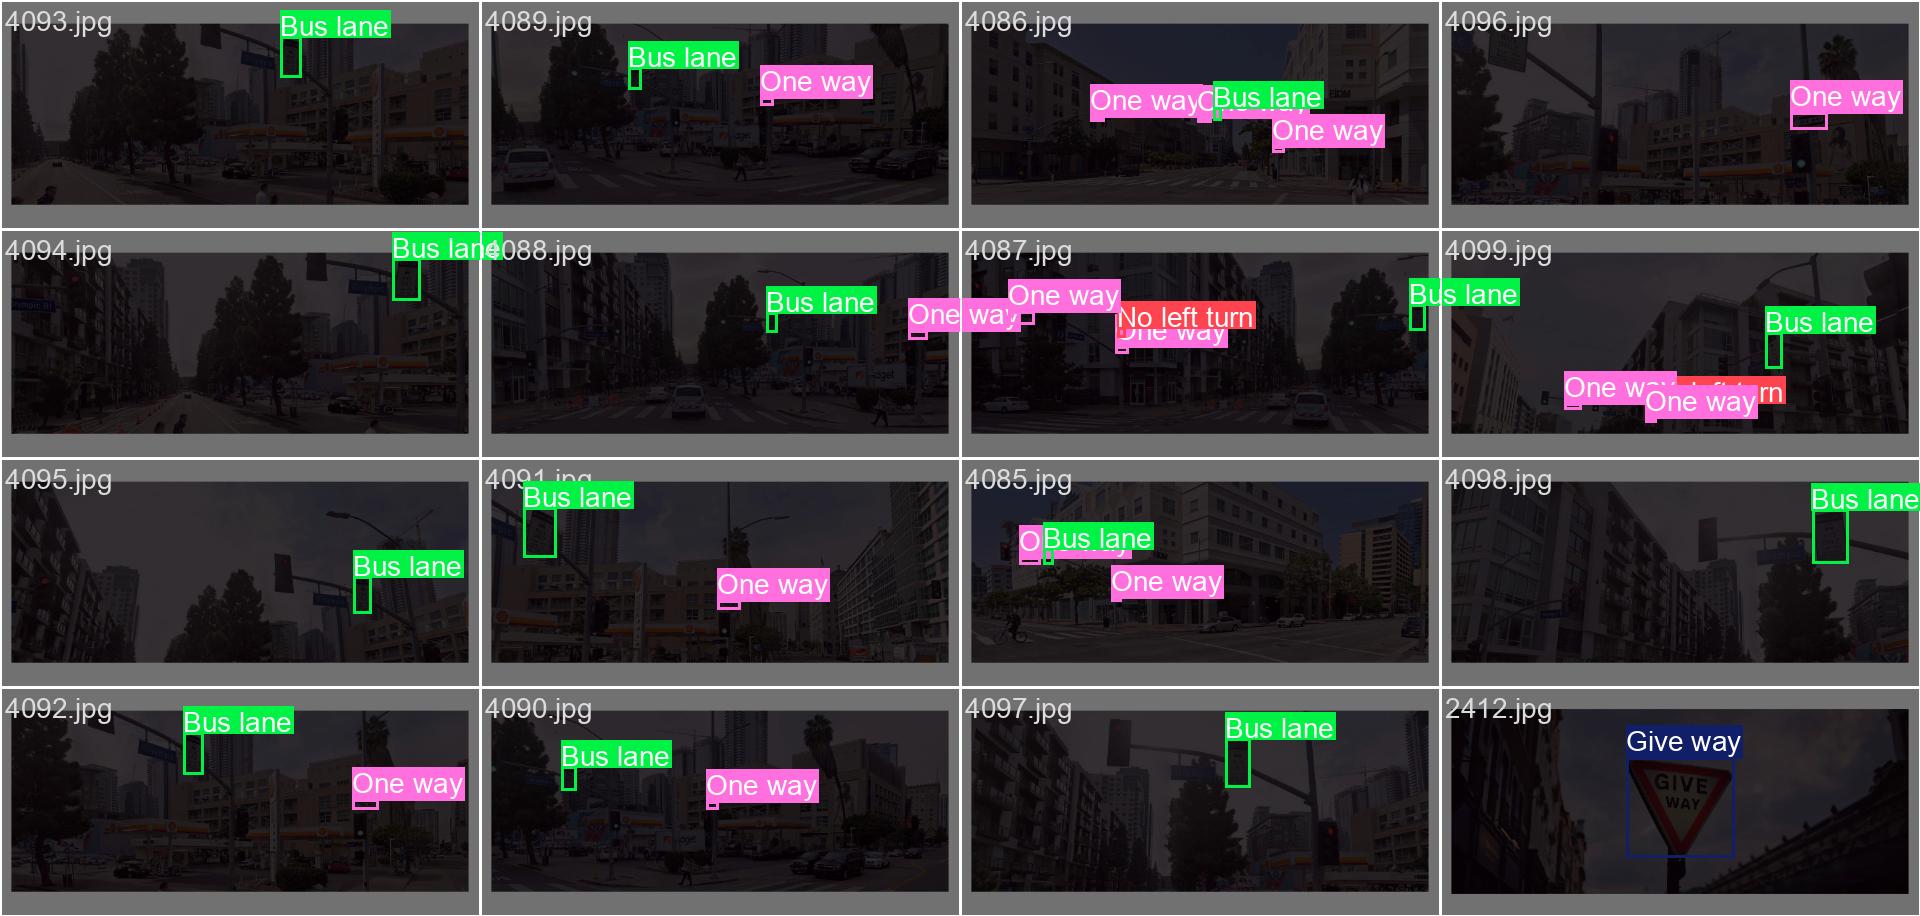 4093.jpg
Bus lane
4089.jpg
Bus lane
One way
4086.jpg
One way
Bus lane
One way
4096.jpg
One way
4094.jpg
Bus lane
4088.jpg
Bus lane
One way
4087.jpg
One way
No left turn
One way
Bus lane
4099.jpg
Bus lane
One way
left turn
One way
4095.jpg
Bus lane
4091.jpg
Bus lane
One way
4085.jpg
Bus lane
One way
4098.jpg
Bus lane
4092.jpg
Bus lane
One way
4090.jpg
Bus lane
One way
4097.jpg
Bus lane
2412.jpg
Give way
GIVE
WAY